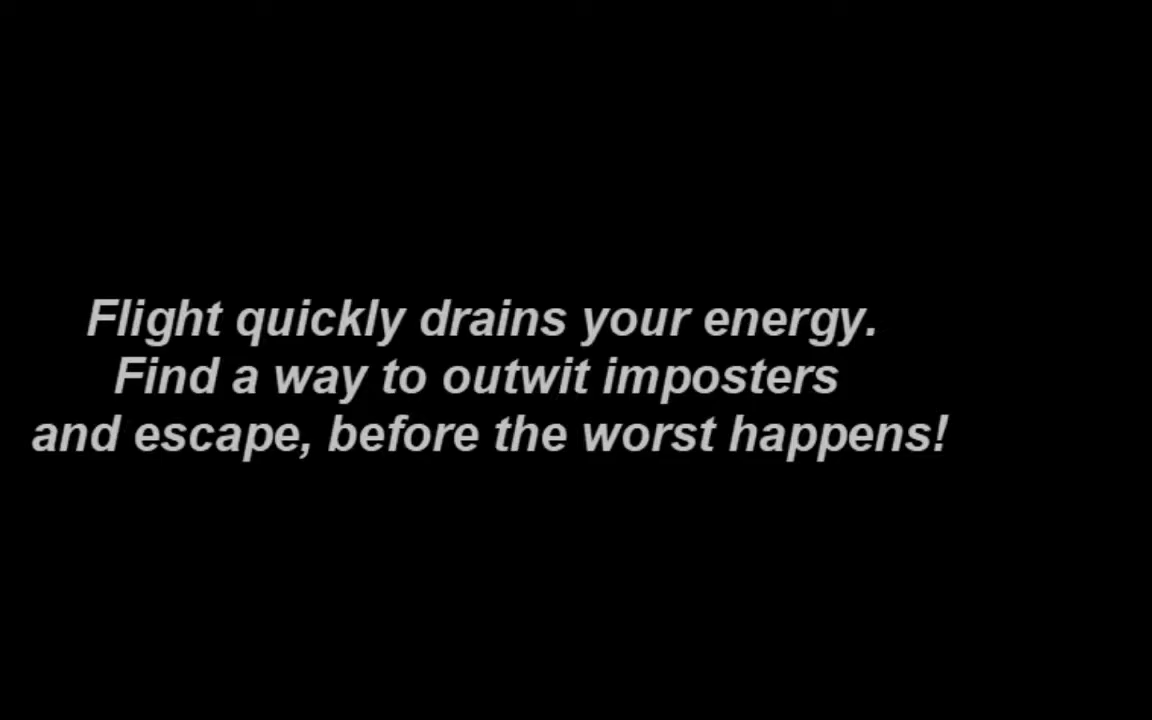 Flight quickly drains your energy.
Find a way to outwit imposters
and escape, before the worst happens!